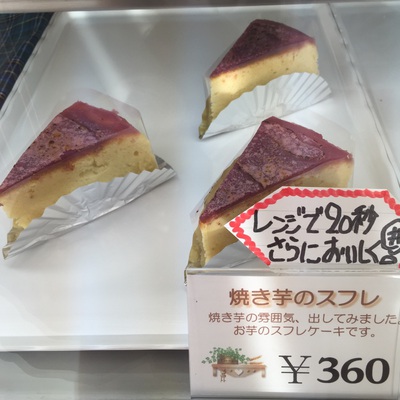 レンジで20秒
さらにおいしく
焼き芋のスフレ
焼き芋の雰囲気、出してみました。
お芋のスフレケーキです。
￥360